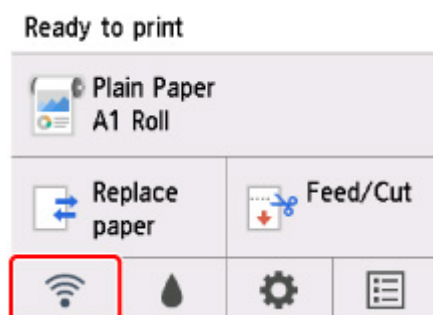 Ready to print
Plain Paper
A1 Roll
Replace
paper
Feed/Cut